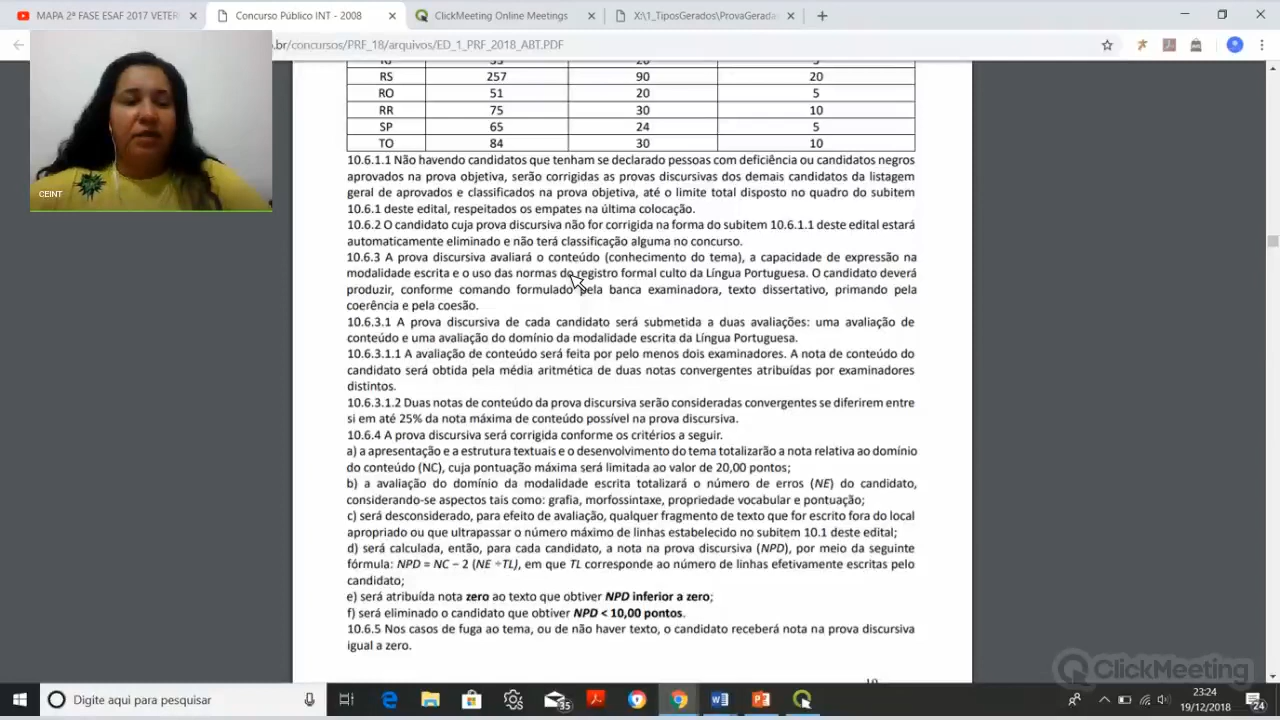 MAPA 2ª FASE ESAF 2017 VETER
Concurso Público INT - 2008
ClickMeeting Online Meetings
X:\1_TiposGerados\ProvaGerada
.br/concursos/PRF_18/arquivos/ED_1_PRF_2018_ABT.PDF
RS 257 90 20
RO 51 20 5
RR 75 30 10
SP 65 24 5
TO 84 30 10
10.6.1.1 Não havendo candidatos que tenham se declarado pessoas com deficiência ou candidatos negros
aprovados na prova objetiva, serão corrigidas as provas discursivas dos demais candidatos da listagem
geral de aprovados e classificados na prova objetiva, até o limite total disposto no quadro do subitem
10.6.1 deste edital, respeitados os empates na última colocação.
10.6.2 O candidato cuja prova discursiva não for corrigida na forma do subitem 10.6.1.1 deste edital estará
automaticamente eliminado e não terá classificação alguma no concurso.
10.6.3 A prova discursiva avaliará o conteúdo (conhecimento do tema), a capacidade de expressão na
modalidade escrita e o uso das normas do registro formal culto da Língua Portuguesa. O candidato deverá
produzir, conforme comando formulado pela banca examinadora, texto dissertativo, primando pela
coerência e pela coesão.
10.6.3.1 A prova discursiva de cada candidato será submetida a duas avaliações: uma avaliação de
conteúdo e uma avaliação do domínio da modalidade escrita da Língua Portuguesa.
10.6.3.1.1 A avaliação de conteúdo será feita por pelo menos dois examinadores. A nota de conteúdo do
candidato será obtida pela média aritmética de duas notas convergentes atribuídas por examinadores
distintos.
10.6.3.1.2 Duas notas de conteúdo da prova discursiva serão consideradas convergentes se diferirem entre
si em até 25% da nota máxima de conteúdo possível na prova discursiva.
10.6.4 A prova discursiva será corrigida conforme os critérios a seguir.
a) a apresentação e a estrutura textuais e o desenvolvimento do tema totalizarão a nota relativa ao domínio
do conteúdo (NC), cuja pontuação máxima será limitada ao valor de 20,00 pontos;
b) a avaliação do domínio da modalidade escrita totalizará o número de erros (NE) do candidato,
considerando-se aspectos tais como: grafia, morfossintaxe, propriedade vocabular e pontuação;
c) será desconsiderado, para efeito de avaliação, qualquer fragmento de texto que for escrito fora do local
apropriado ou que ultrapassar o número máximo de linhas estabelecido no subitem 10.1 deste edital;
d) será calculada, então, para cada candidato, a nota na prova discursiva (NPD), por meio da seguinte
fórmula: NPD = NC – 2 (NE ÷TL), em que TL corresponde ao número de linhas efetivamente escritas pelo
candidato;
e) será atribuída nota zero ao texto que obtiver NPD inferior a zero;
f) será eliminado o candidato que obtiver NPD < 10,00 pontos.
10.6.5 Nos casos de fuga ao tema, ou de não haver texto, o candidato receberá nota na prova discursiva
igual a zero.
CEINT
ClickMeeting
Digite aqui para pesquisar
35
23:24
19/12/2018
24